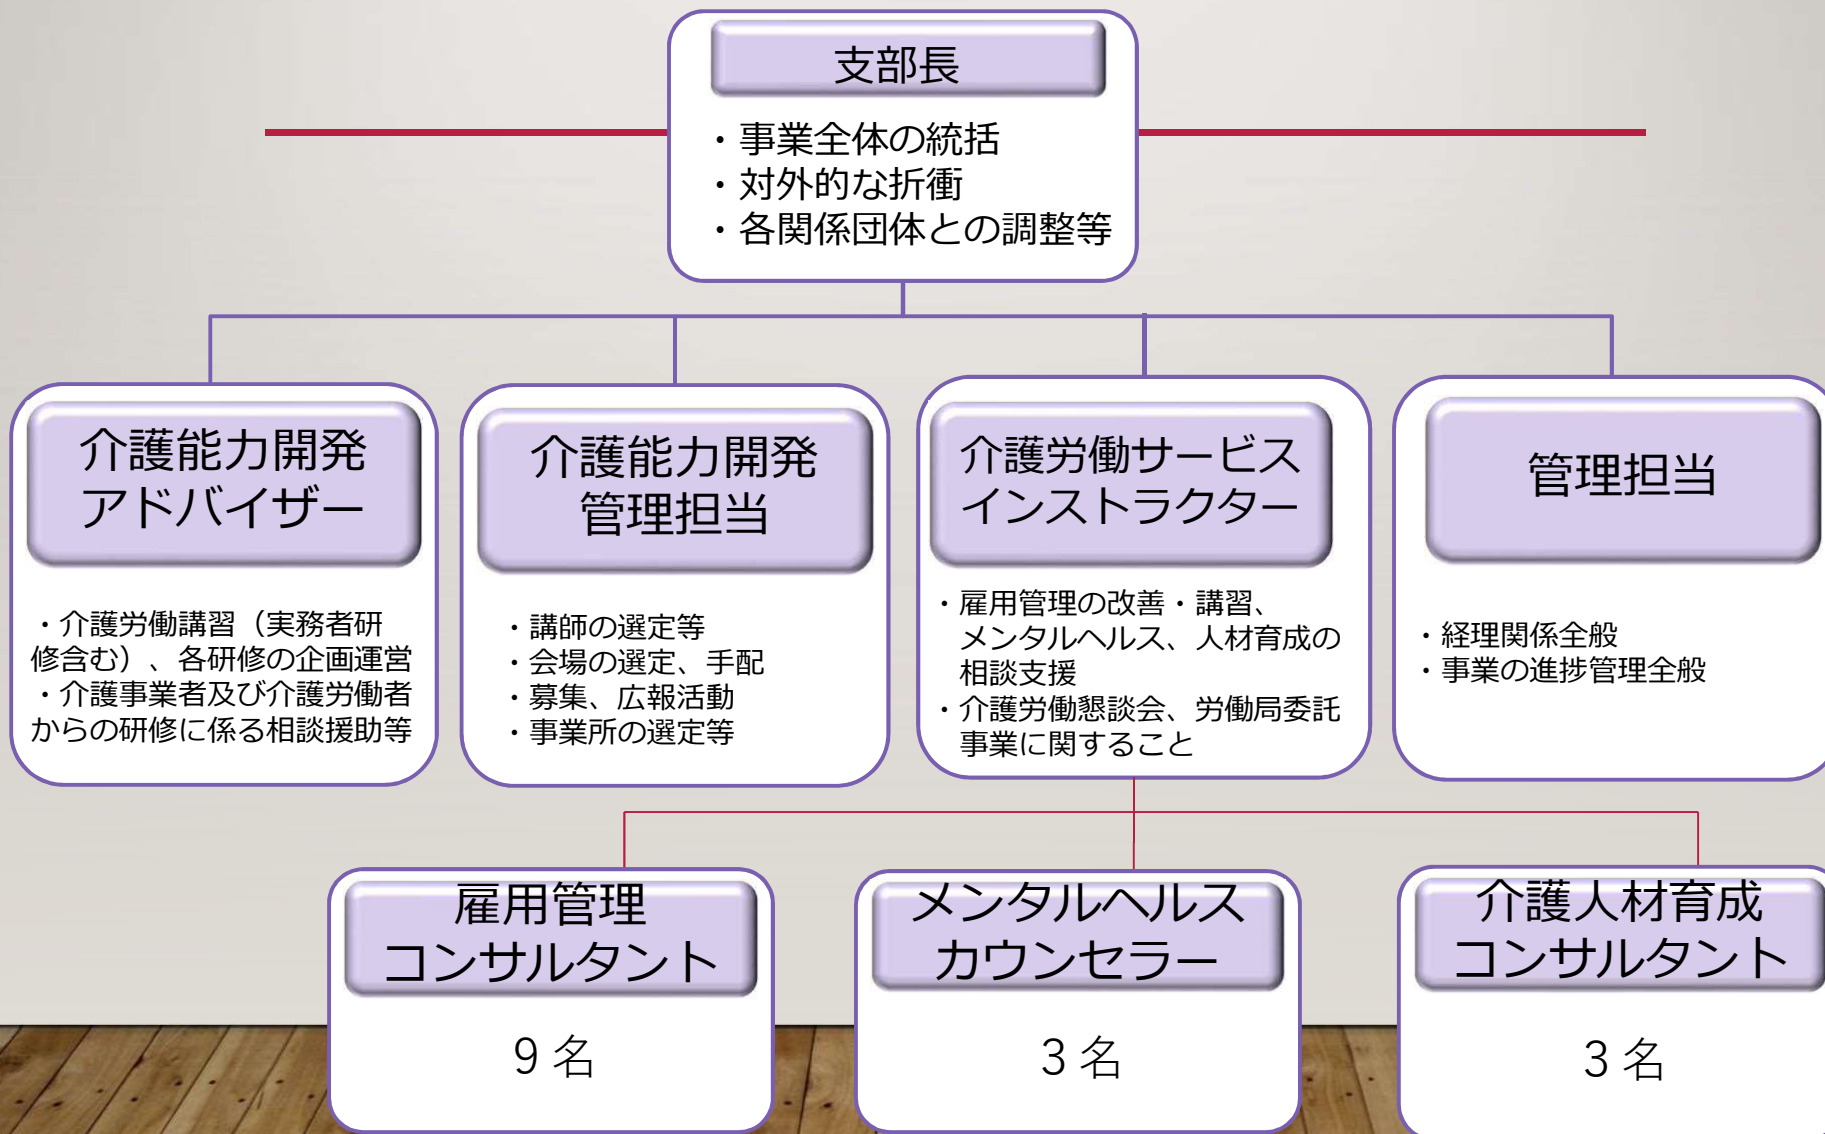 支部長
・事業全体の統括
・対外的な折衝
・各関係団体との調整等
介護能力開発
アドバイザー
・介護労働講習（実務者研
修含む）、各研修の企画運営
・介護事業者及び介護労働者
からの研修に係る相談援助等
介護能力開発
管理担当
・講師の選定等
・会場の選定、手配
・募集、広報活動
・事業所の選定等
介護労働サービス
インストラクター
・雇用管理の改善・講習、
メンタルヘルス、人材育成の
相談支援
・介護労働懇談会、労働局委託
事業に関すること
管理担当
・経理関係全般
・事業の進捗管理全般
雇用管理
コンサルタント
9名
メンタルヘルス
カウンセラー
3名
介護人材育成
コンサルタント
3名